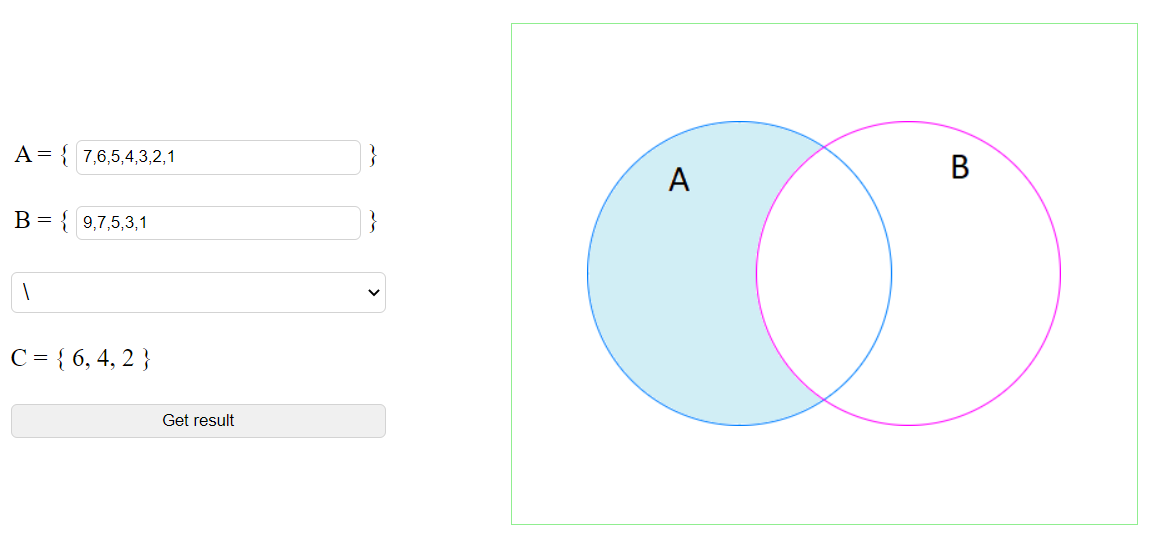 A = { 7,6,5,4,3,2,1 }
B = { 9,7,5,3,1 }
\
C = { 6, 4, 2 }
Get result
A
B